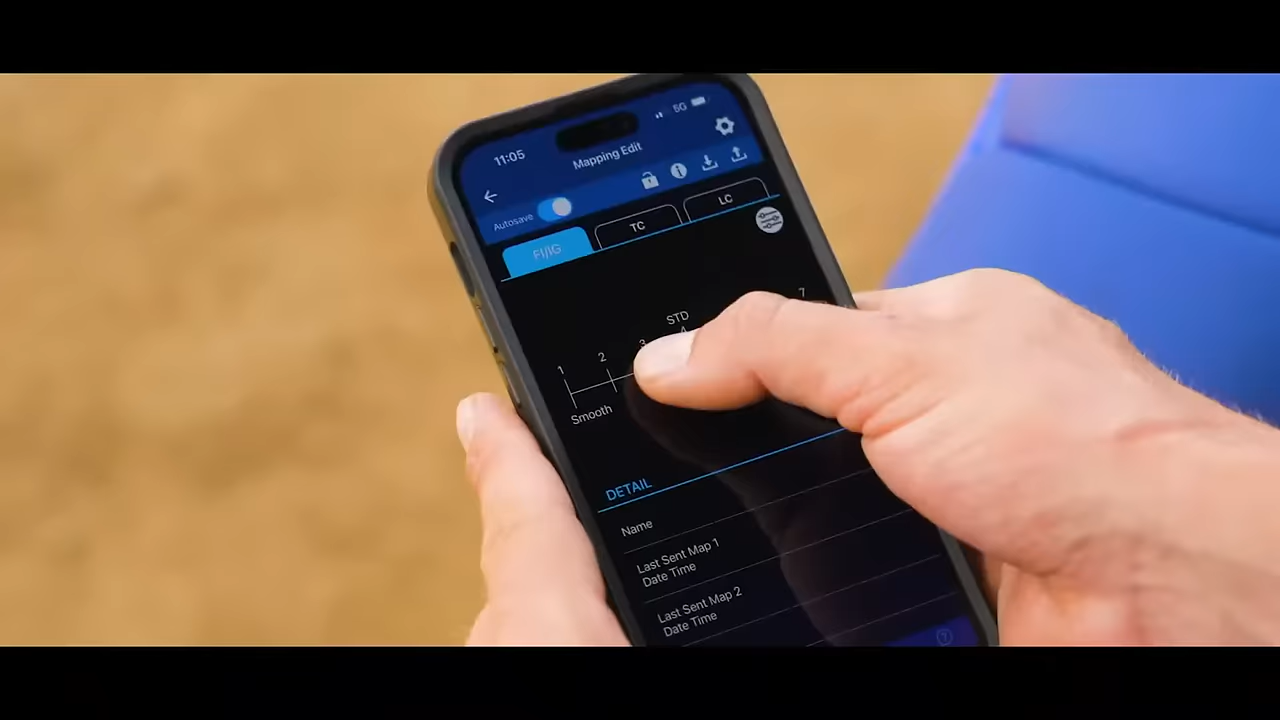 11:05
5G
Mapping Edit
Autosave
FI/IG
TC
LC
STD
1
2
3
4
7
Smooth
DETAIL
Name
Last Sent Map 1
Date Time
Last Sent Map 2
Date Time